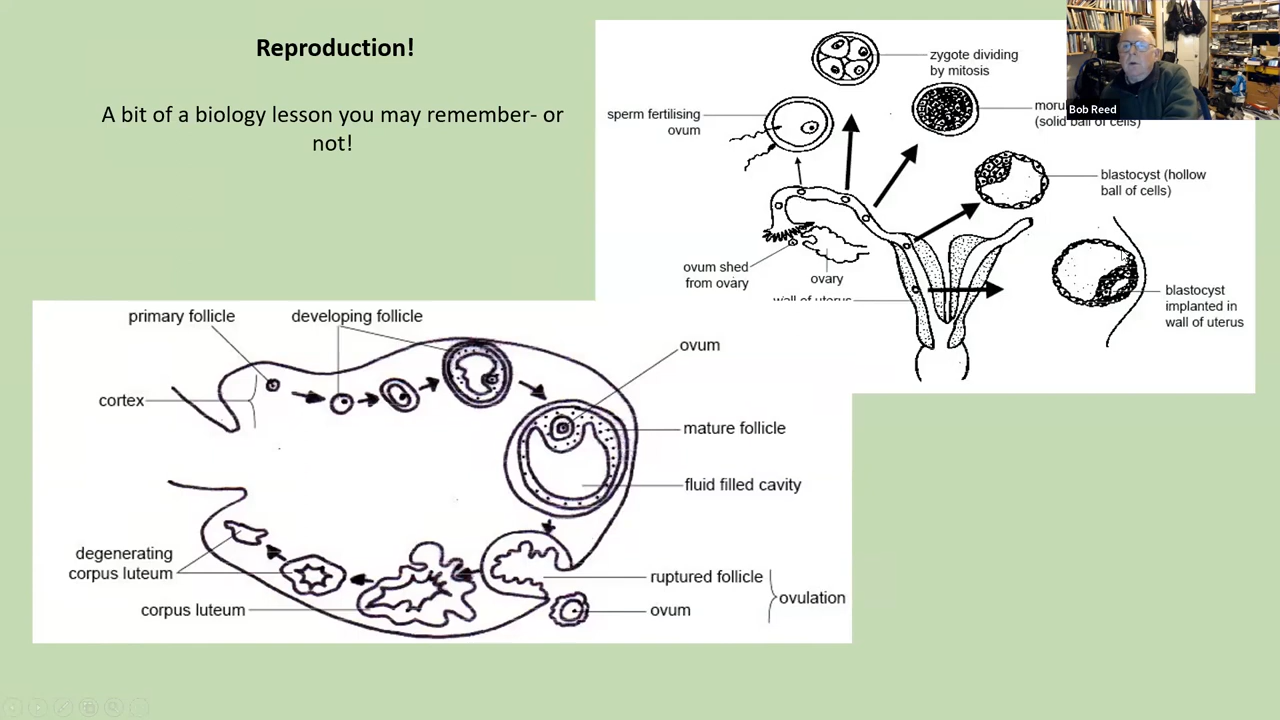 Reproduction!
A bit of a biology lesson you may remember- or
not!
zygote dividing
by mitosis
sperm fertilising
ovum
Bob Reed
(solid ball of cells)
blastocyst (hollow
ball of cells)
ovum shed
from ovary
ovary
wall of uterus
blastocyst
implanted in
wall of uterus
primary follicle
developing follicle
ovum
cortex
mature follicle
fluid filled cavity
degenerating
corpus luteum
corpus luteum
ruptured follicle
ovum
ovulation